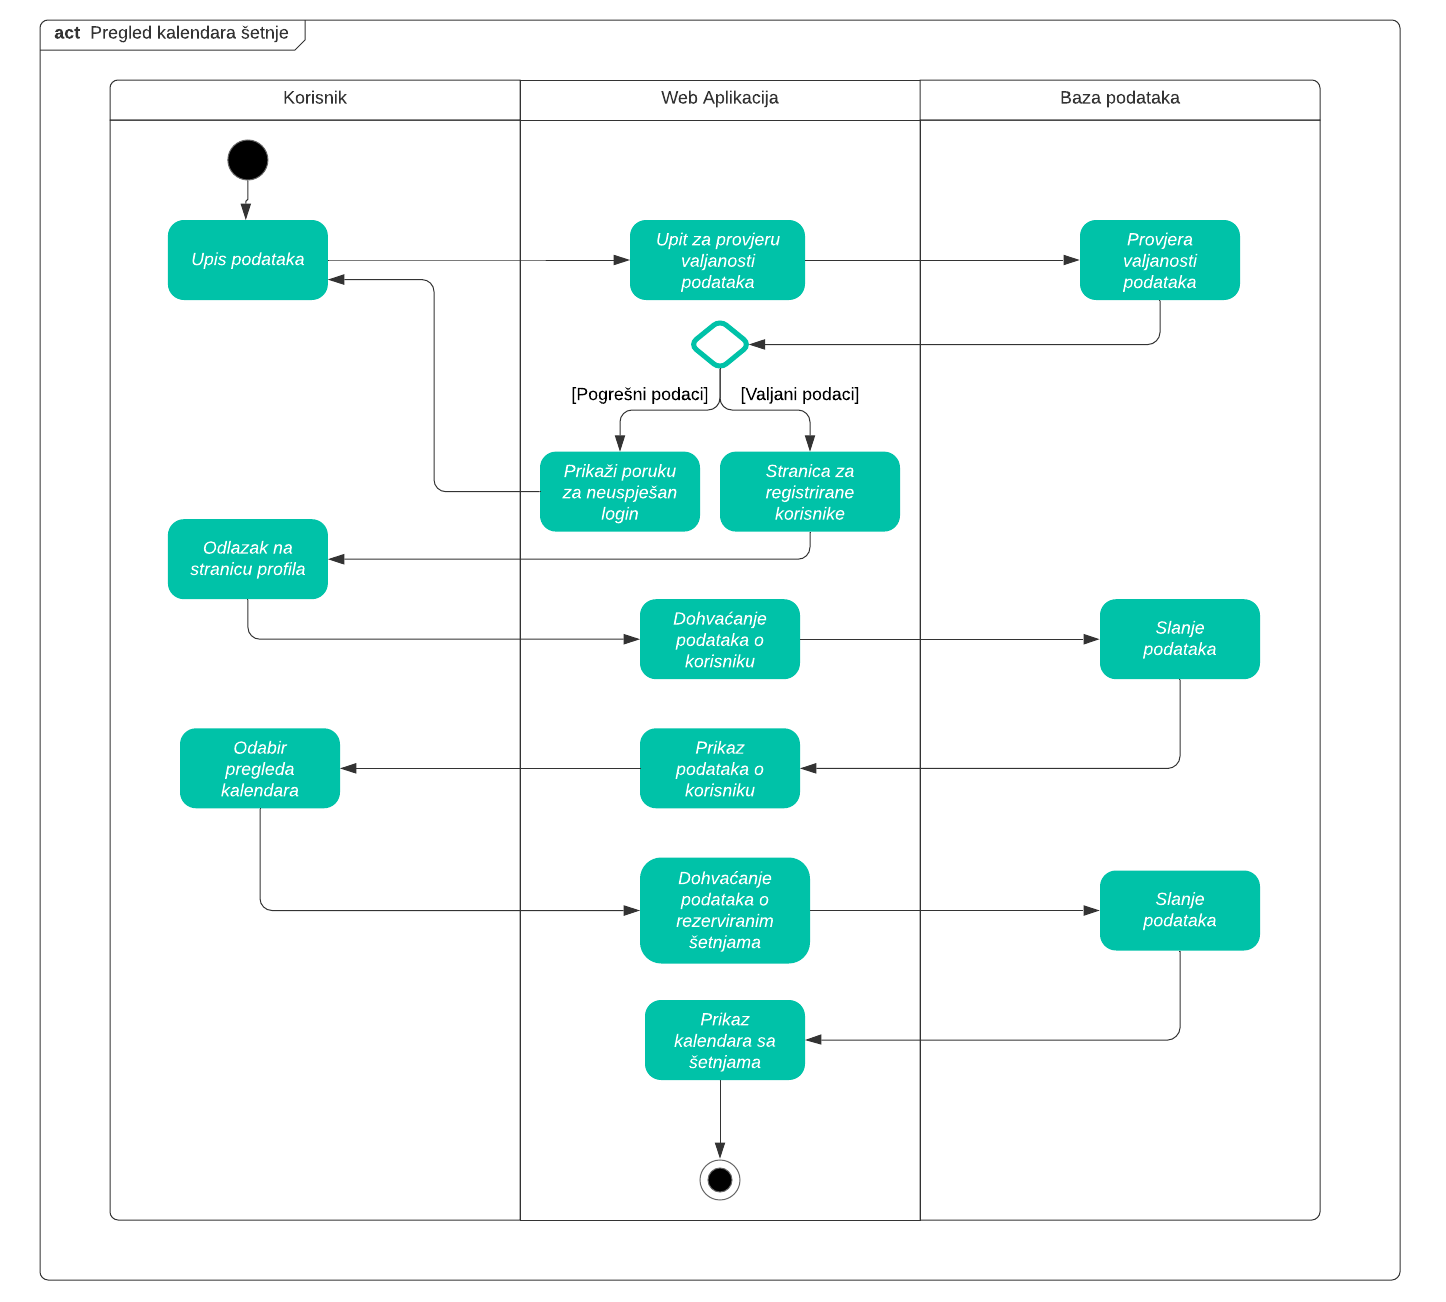 act Pregled kalendara šetnje
Korisnik
Web Aplikacija
Baza podataka
Upis podataka
Upit za provjeru
valjanosti
podataka
Provjera
valjanosti
podataka
[Pogrešni podaci]
[Valjani podaci]
Prikaži poruku
za neuspješan
login
Stranica za
registrirane
korisnike
Odlazak na
stranicu profila
Dohvaćanje
podataka o
korisniku
Slanje
podataka
Odabir
pregleda
kalendara
Prikaz
podataka o
korisniku
Dohvaćanje
podataka o
rezerviranim
šetnjama
Slanje
podataka
Prikaz
kalendara sa
šetnjama